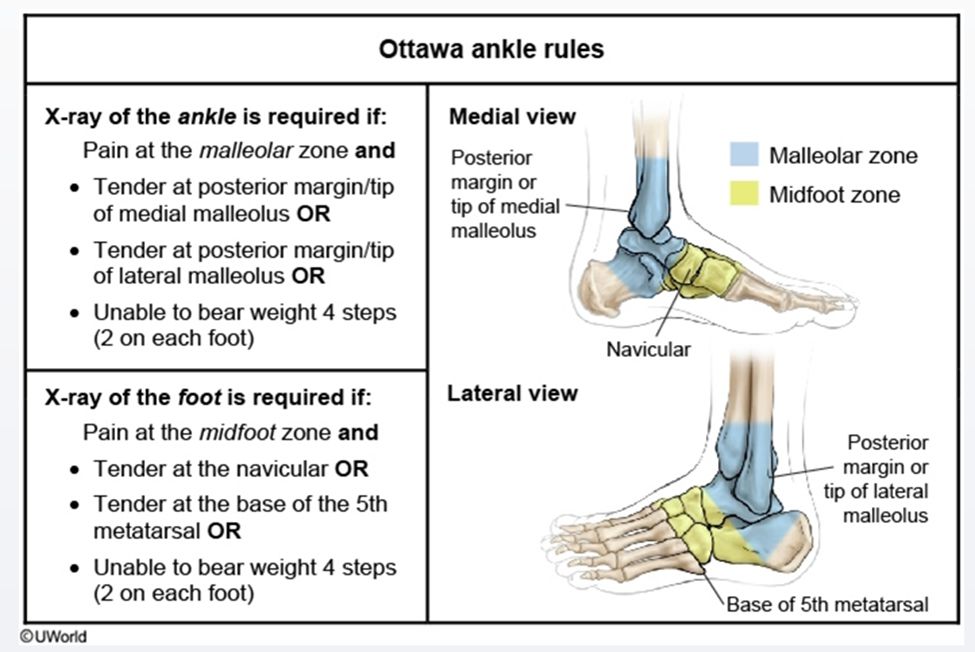 Ottawa ankle rules
X-ray of the ankle is required if:
Pain at the malleolar zone and
• Tender at posterior margin/tip
of medial malleolus OR
• Tender at posterior margin/tip
of lateral malleolus OR
• Unable to bear weight 4 steps
(2 on each foot)
X-ray of the foot is required if:
Pain at the midfoot zone and
• Tender at the navicular OR
• Tender at the base of the 5th
metatarsal OR
• Unable to bear weight 4 steps
(2 on each foot)
Medial view
Posterior
margin or
tip of medial
malleolus
Malleolar zone
Midfoot zone
Navicular
Lateral view
Posterior
margin or
tip of lateral
malleolus
Base of 5th metatarsal
©UWorld